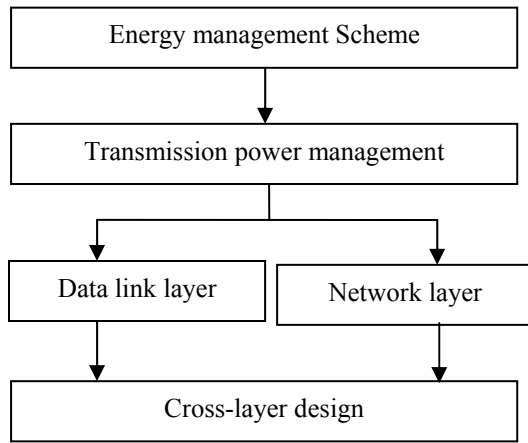 Energy management Scheme
Transmission power management
Data link layer
Network layer
Cross-layer design